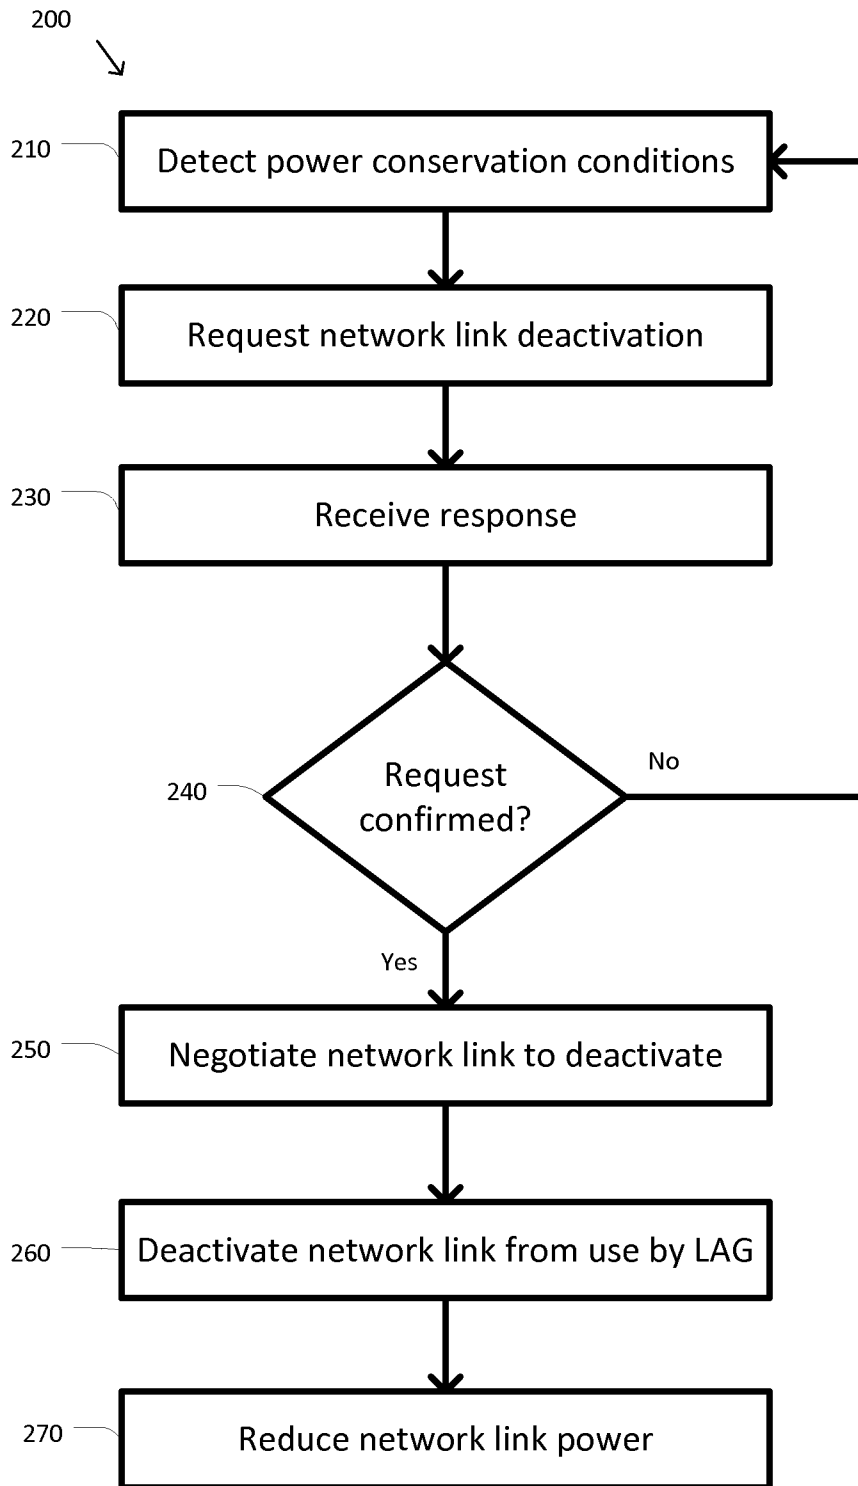 200
210
Detect power conservation conditions
220
Request network link deactivation
230
Receive response
240
Request
confirmed?
No
Yes
250
Negotiate network link to deactivate
260
Deactivate network link from use by LAG
270
Reduce network link power